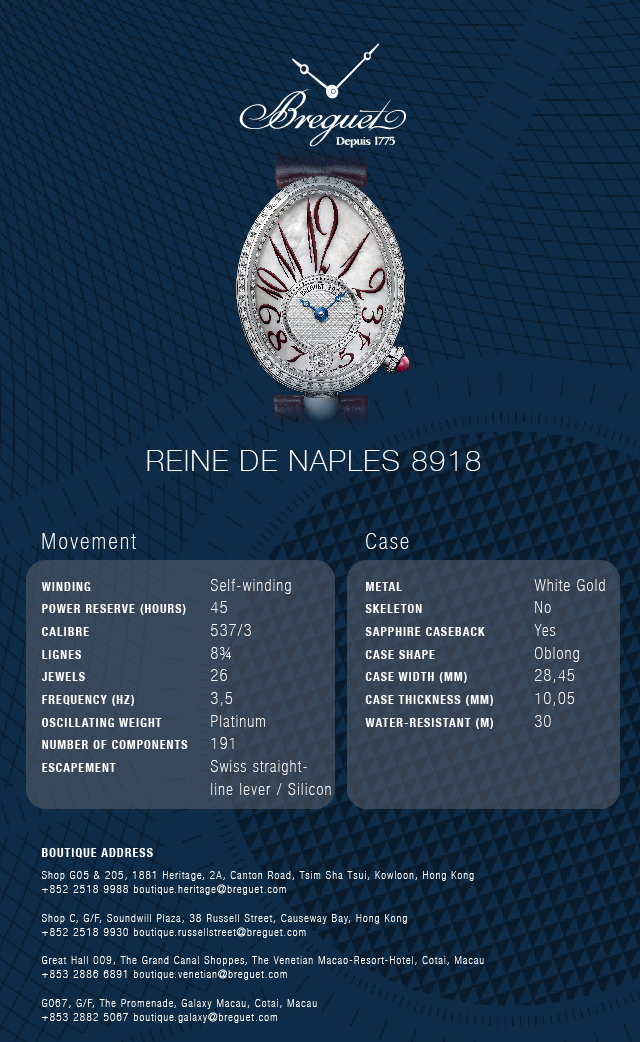 Breguet
Depuis 1775
REINE DE NAPLES 8918
Movement
WINDING Self-winding
POWER RESERVE (HOURS) 45
CALIBRE 537/3
LIGNES 8¾
JEWELS 26
FREQUENCY (HZ) 3,5
OSCILLATING WEIGHT Platinum
NUMBER OF COMPONENTS 191
ESCAPEMENT Swiss straight-
line lever / Silicon
Case
METAL White Gold
SKELETON No
SAPPHIRE CASEBACK Yes
CASE SHAPE Oblong
CASE WIDTH (MM) 28,45
CASE THICKNESS (MM) 10,05
WATER-RESISTANT (M) 30
BOUTIQUE ADDRESS
Shop G05 & 205, 1881 Heritage, 2A, Canton Road, Tsim Sha Tsui, Kowloon, Hong Kong
+852 2518 9988 boutique.heritage@breguet.com
Shop C, G/F, Soundwill Plaza, 38 Russell Street, Causeway Bay, Hong Kong
+852 2518 9930 boutique.russellstreet@breguet.com
Great Hall 009, The Grand Canal Shoppes, The Venetian Macao-Resort-Hotel, Cotai, Macau
+853 2886 6891 boutique.venetian@breguet.com
G067, G/F, The Promenade, Galaxy Macau, Cotai, Macau
+853 2882 5067 boutique.galaxy@breguet.com